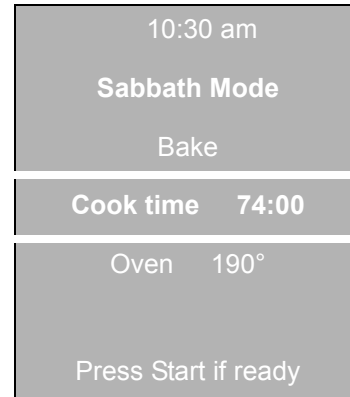 10:30 am
Sabbath Mode
Bake
Cook time 74:00
Oven 190°
Press Start if ready